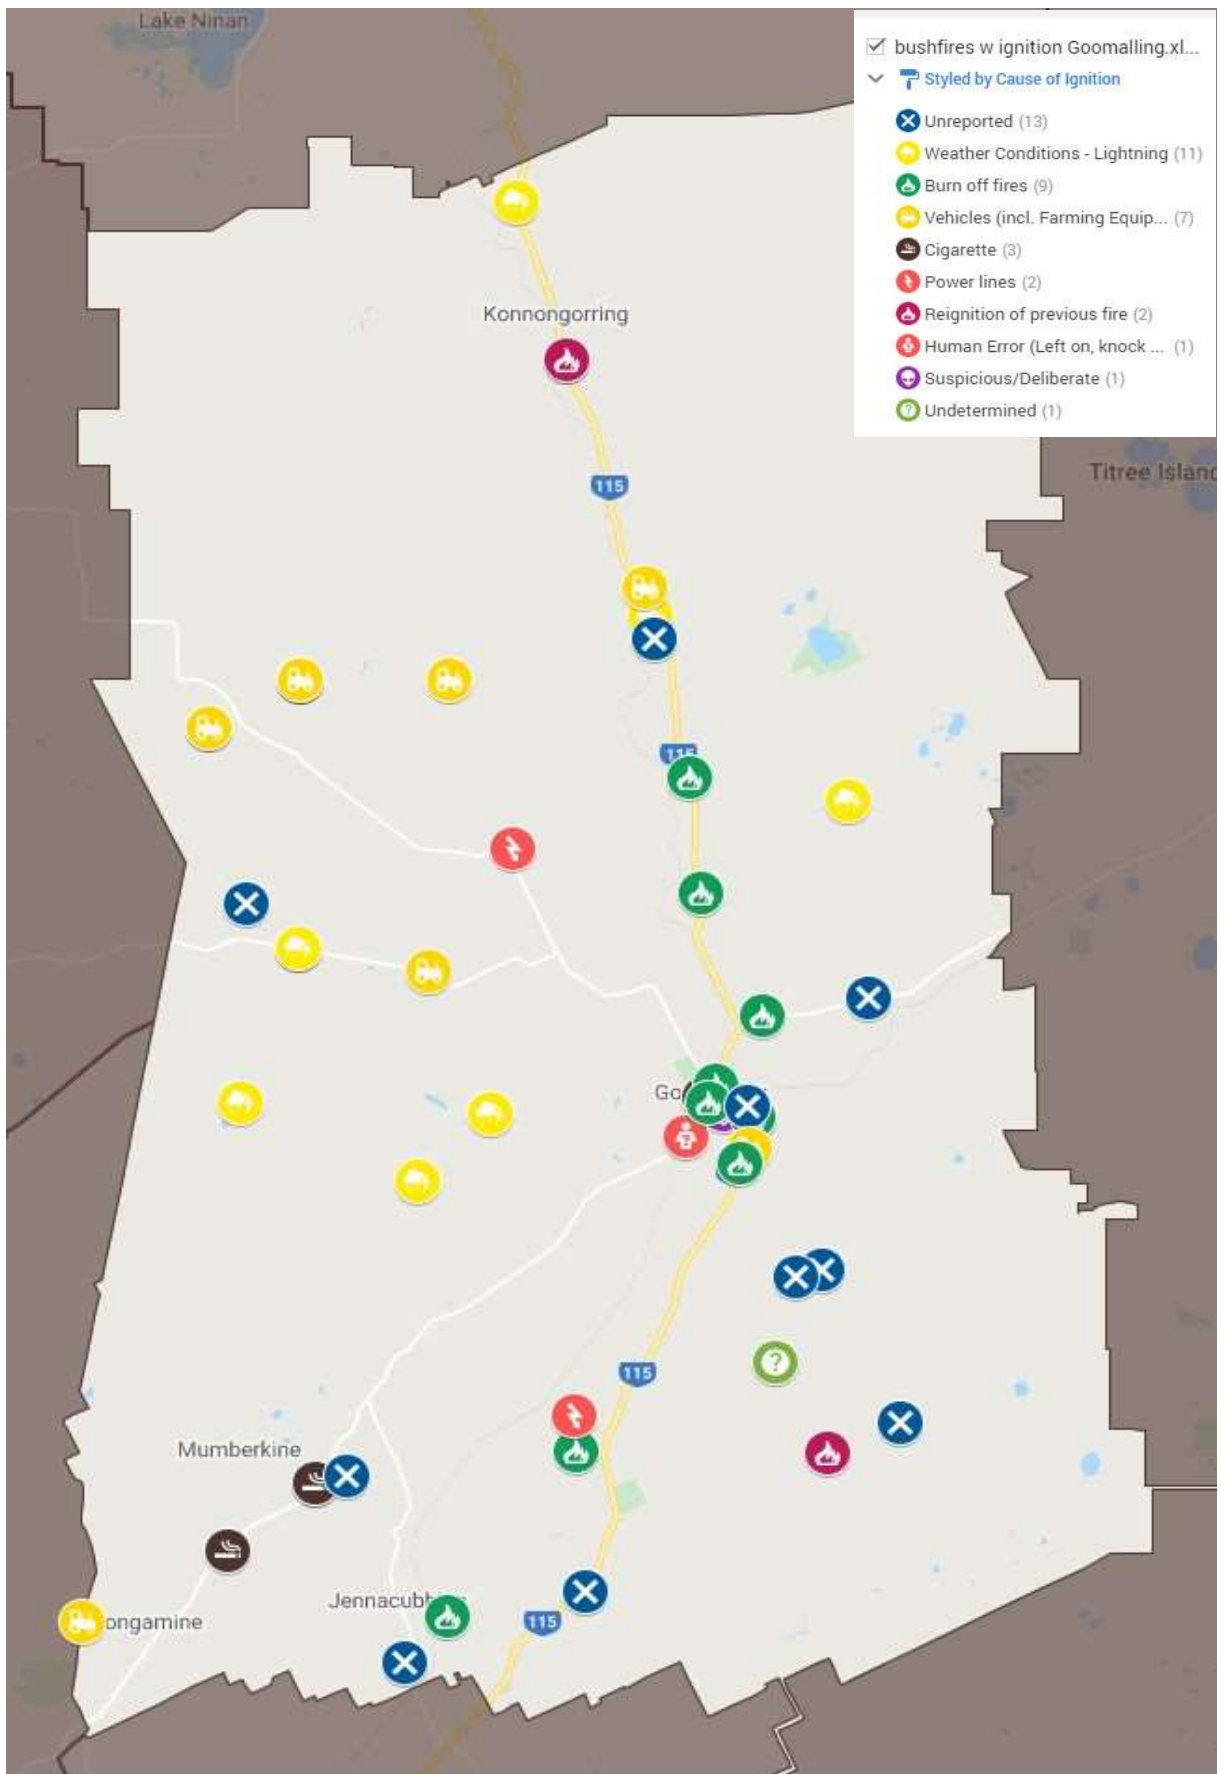 Lake Ninan
bushfires w ignition Goomalling.xl...
Styled by Cause of Ignition
Unreported (13)
Weather Conditions - Lightning (11)
Burn off fires (9)
Vehicles (incl. Farming Equip... (7)
Cigarette (3)
Power lines (2)
Reignition of previous fire (2)
Human Error (Left on, knock ... (1)
Suspicious/Deliberate (1)
? Undetermined (1)
Konnongorring
Titree Island
115
115
Go
?
115
Mumberkine
Jennacubb
ongamine
115